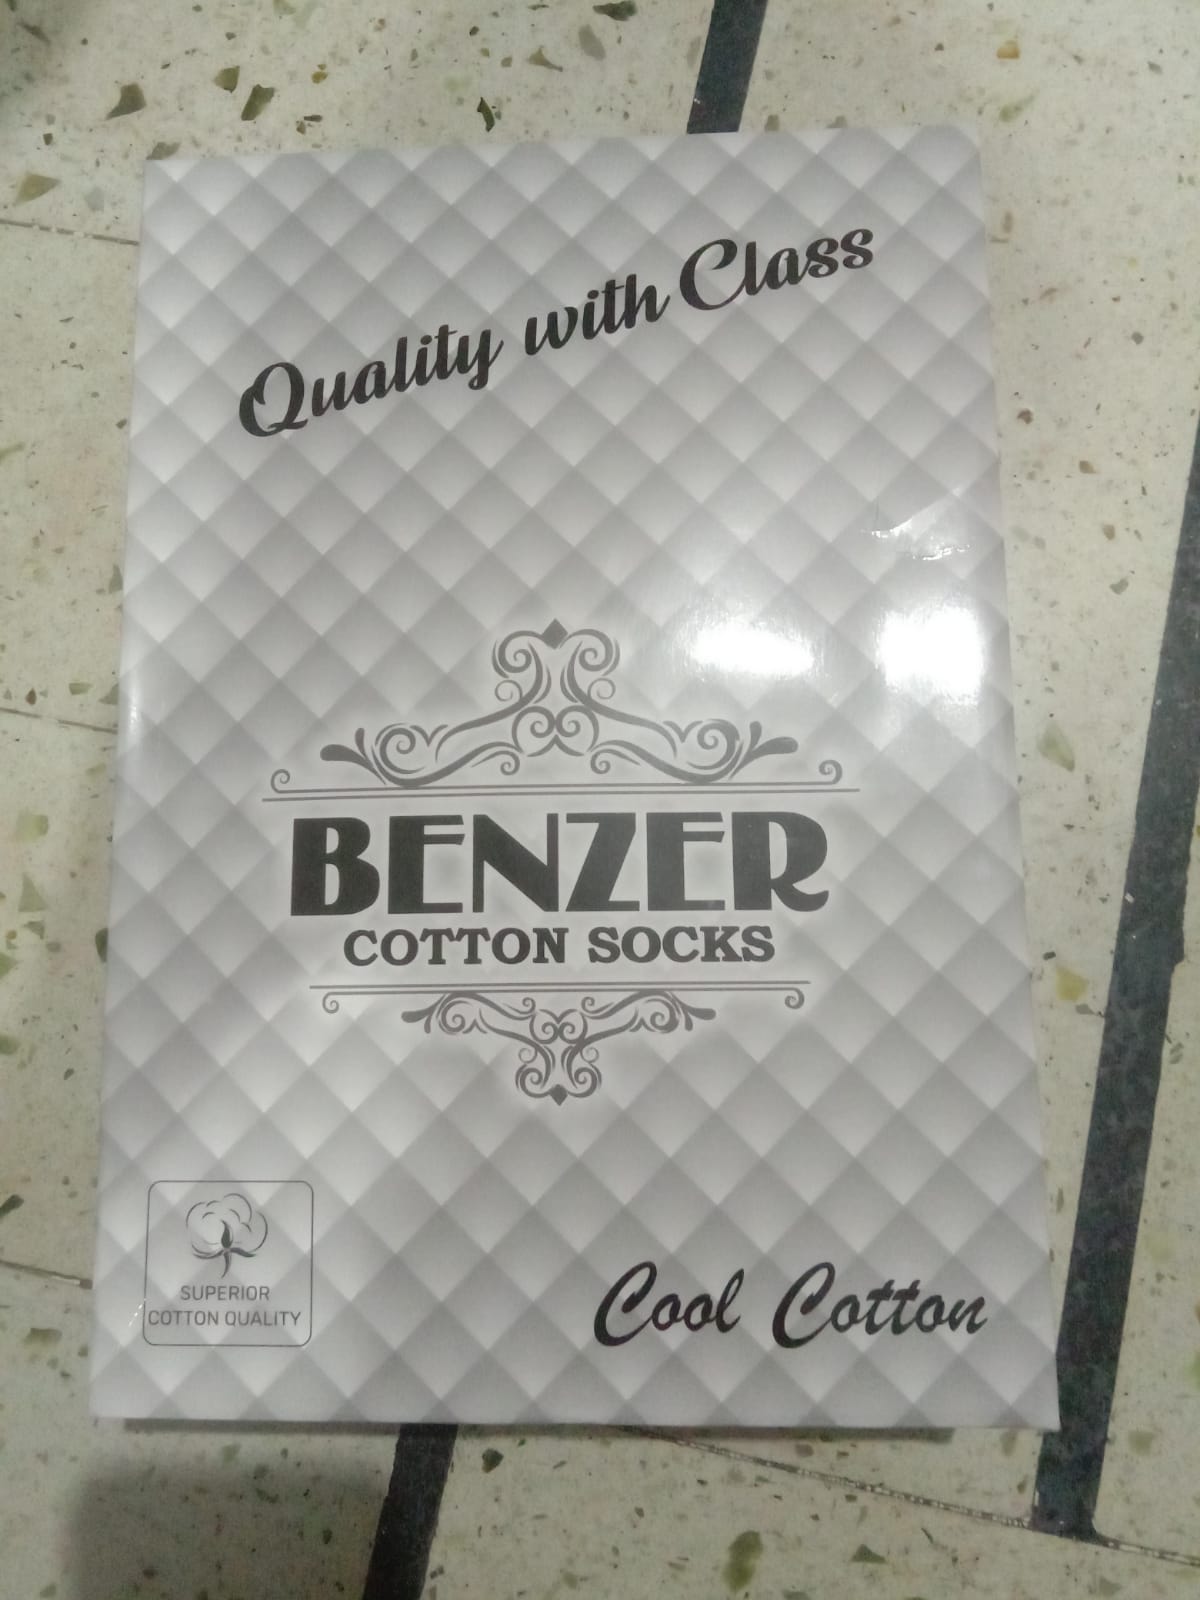 Quality with Class
BENZER
COTTON SOCKS
SUPERIOR
COTTON QUALITY
Cool Cotton